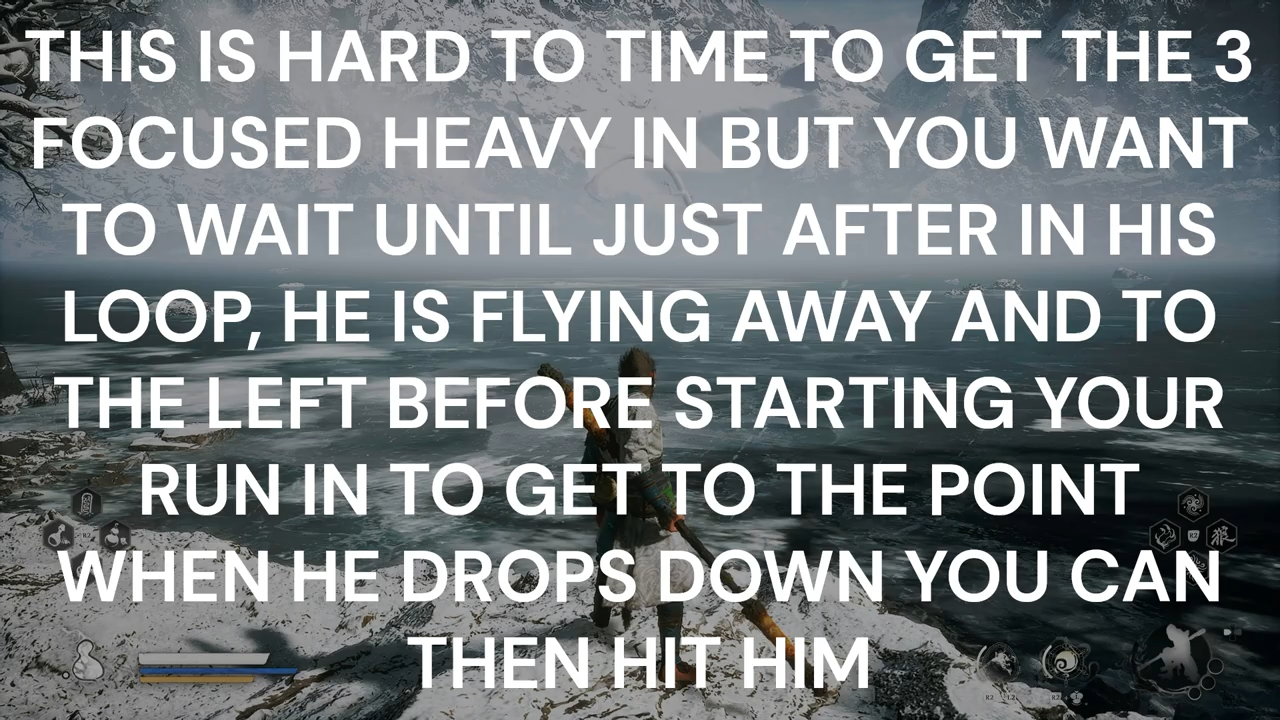 THIS IS HARD TO TIME TO GET THE 3
FOCUSED HEAVY IN BUT YOU WANT
TO WAIT UNTIL JUST AFTER IN HIS
LOOP, HE IS FLYING AWAY AND TO
THE LEFT BEFORE STARTING YOUR
RUN IN TO GET TO THE POINT
WHEN HE DROPS DOWN YOU CAN
THEN HIT HIM